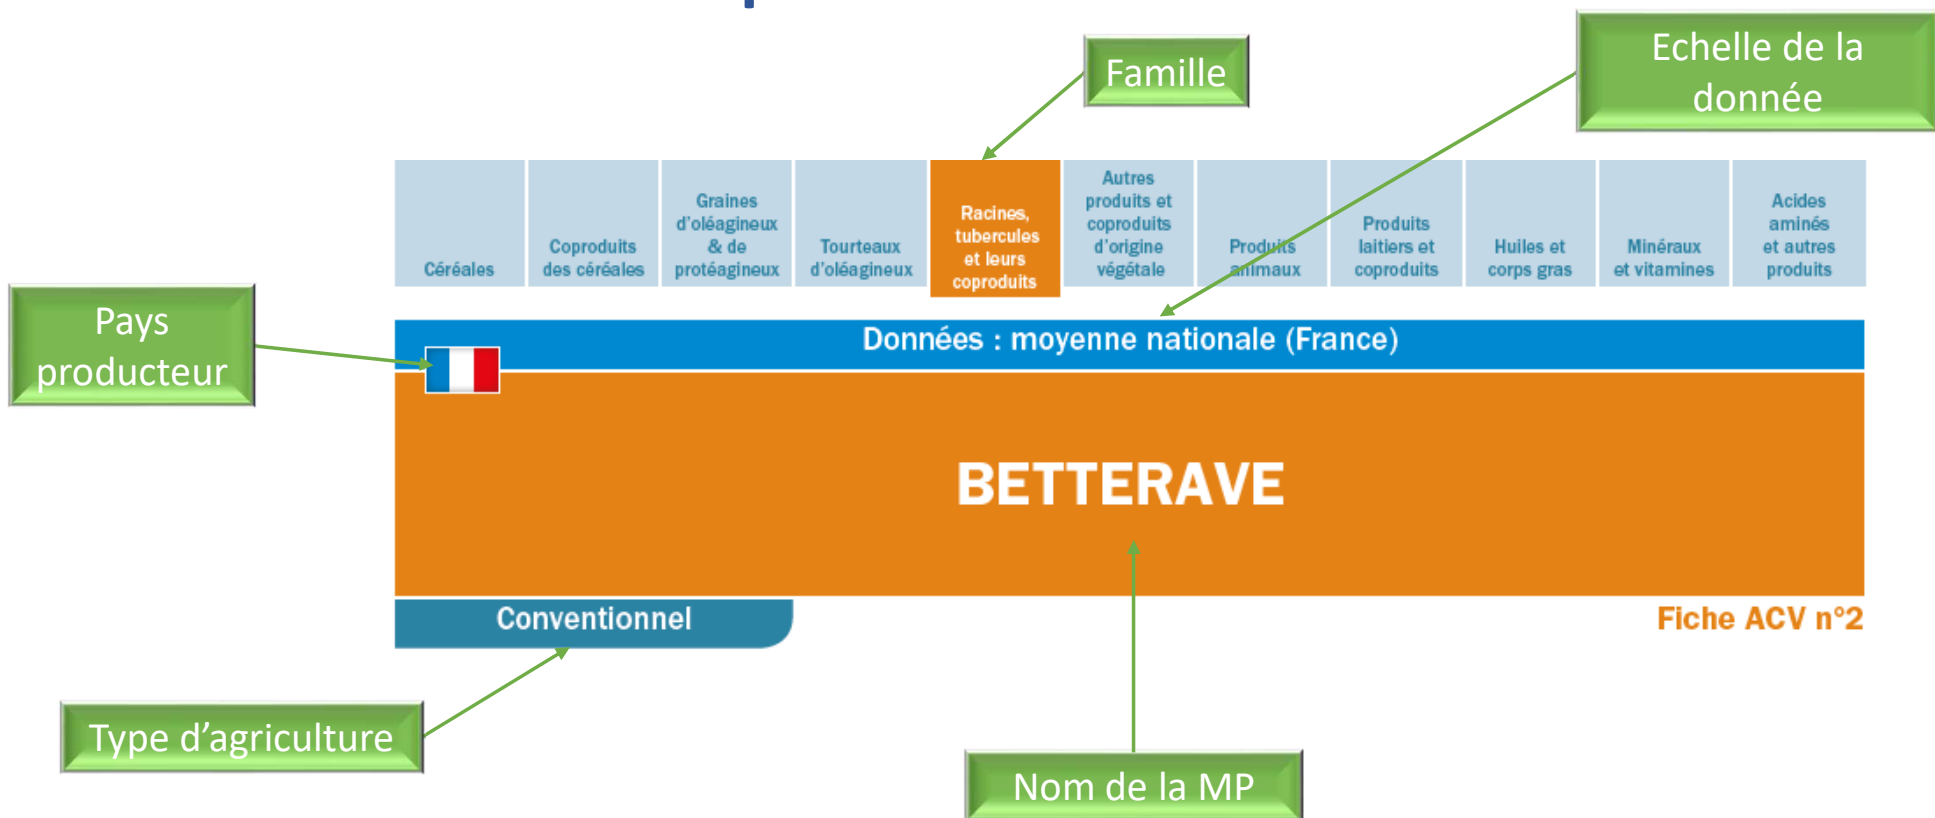 Famille
Echelle de la
donnée
Céréales
Coproduits
des céréales
Graines
d'oléagineux
& de
protéagineux
Tourteaux
d'oléagineux
Racines,
tubercules
et leurs
coproduits
Autres
produits et
coproduits
d'origine
végétale
Produits
animaux
Produits
laitiers et
coproduits
Huiles et
corps gras
Minéraux
et vitamines
Acides
aminés
et autres
produits
Pays
producteur
Données : moyenne nationale (France)
BETTERAVE
Conventionnel
Fiche ACV n°2
Type d’agriculture
Nom de la MP